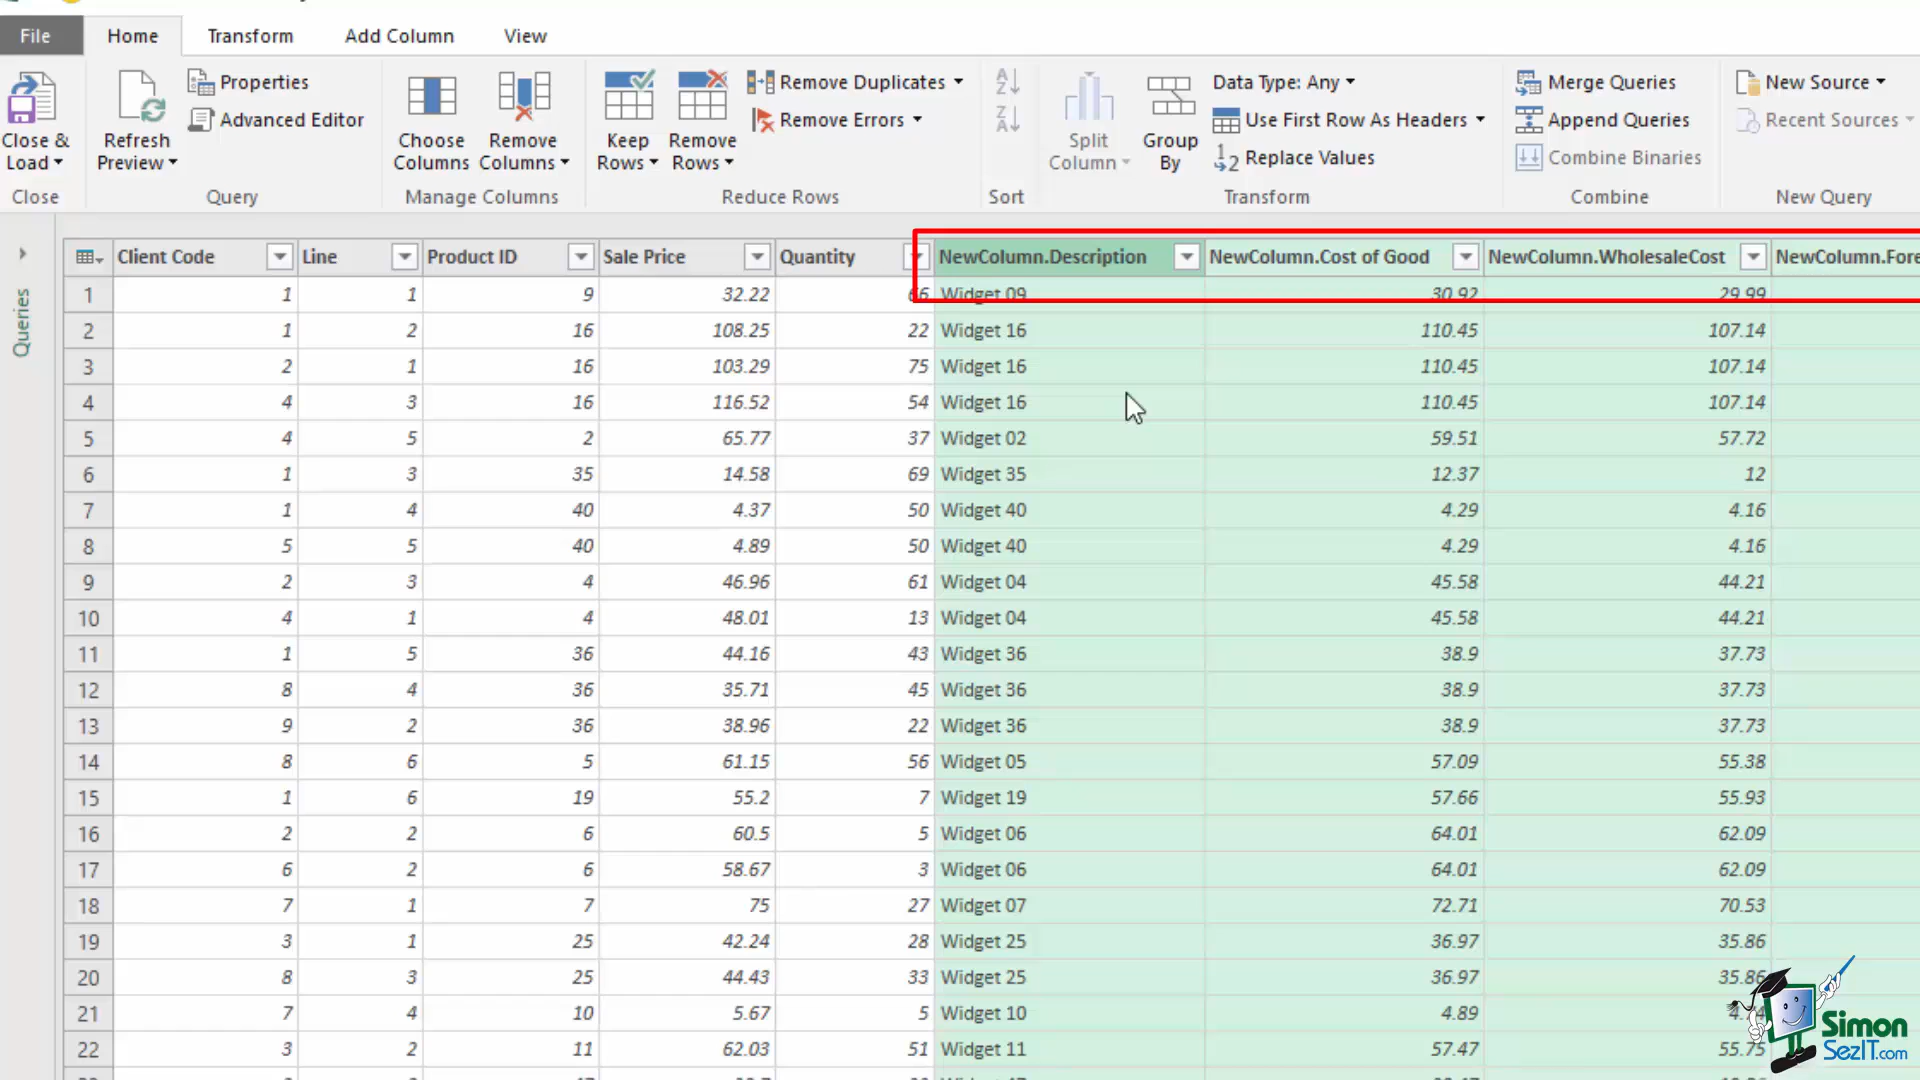 File Home Transform Add Column View
Close & Load
Refresh Preview
Properties
Advanced Editor
Choose Columns
Remove Columns
Keep Rows
Remove Rows
Remove Duplicates
Remove Errors
Split Column
Group By
Data Type: Any
Use First Row As Headers
Replace Values
Merge Queries
Append Queries
Combine Binaries
New Source
Recent Sources
Close Query Manage Columns Reduce Rows Sort Transform Combine New Query
Queries
Client Code Line Product ID Sale Price Quantity NewColumn.Description NewColumn.Cost of Good NewColumn.WholesaleCost NewColumn.Fore
1 1 1 9 32.22 66 Widget 09 30.92 29.99
2 1 2 16 108.25 22 Widget 16 110.45 107.14
3 2 1 16 103.29 75 Widget 16 110.45 107.14
4 4 3 16 116.52 54 Widget 16 110.45 107.14
5 4 5 2 65.77 37 Widget 02 59.51 57.72
6 1 3 35 14.58 69 Widget 35 12.37 12
7 1 4 40 4.37 50 Widget 40 4.29 4.16
8 5 5 40 4.89 50 Widget 40 4.29 4.16
9 2 3 4 46.96 61 Widget 04 45.58 44.21
10 4 1 4 48.01 13 Widget 04 45.58 44.21
11 1 5 36 44.16 43 Widget 36 38.9 37.73
12 8 4 36 35.71 45 Widget 36 38.9 37.73
13 9 2 36 38.96 22 Widget 36 38.9 37.73
14 8 6 5 61.15 56 Widget 05 57.09 55.38
15 1 6 19 55.2 7 Widget 19 57.66 55.93
16 2 2 6 60.5 5 Widget 06 64.01 62.09
17 6 2 6 58.67 3 Widget 06 64.01 62.09
18 7 1 7 75 27 Widget 07 72.71 70.53
19 3 1 25 42.24 28 Widget 25 36.97 35.86
20 8 3 25 44.43 33 Widget 25 36.97 35.86
21 7 4 10 5.67 5 Widget 10 4.89 4.74
22 3 2 11 62.03 51 Widget 11 57.47 55.75
Simon
SezIT.com